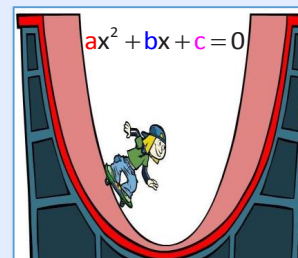 ax² + bx + c = 0